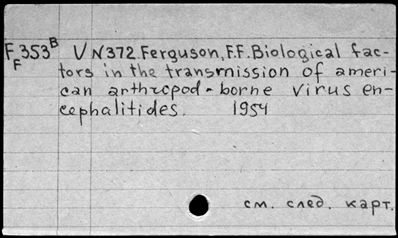 F 353 B V N372 Ferguson, F.F. Biological fac-
F tors in the transmission of ameri-
can arthropod-borne virus en-
cephalitides. 1954
см. след. карт.